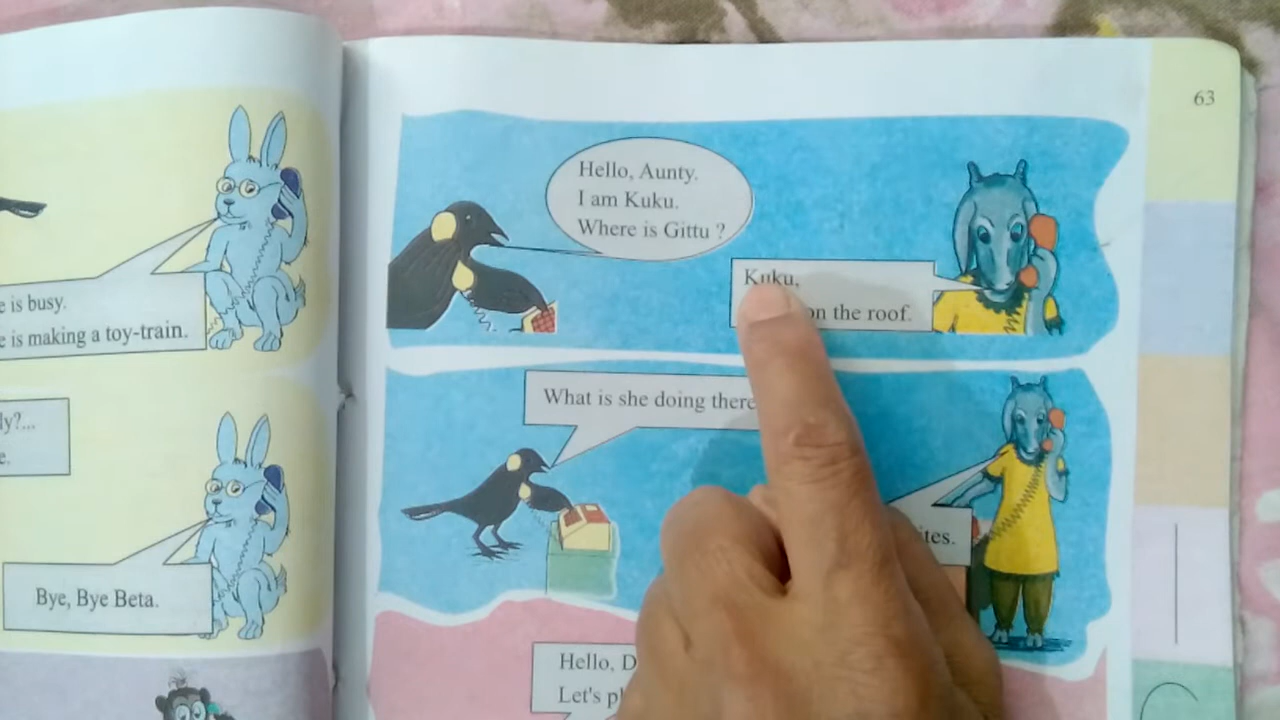 e is busy.
e is making a toy-train.
ly?...
e.
Bye, Bye Beta.
63
Hello, Aunty.
I am Kuku.
Where is Gittu ?
Kuku,
on the roof.
What is she doing there
ites.
Hello, D
Let's pl